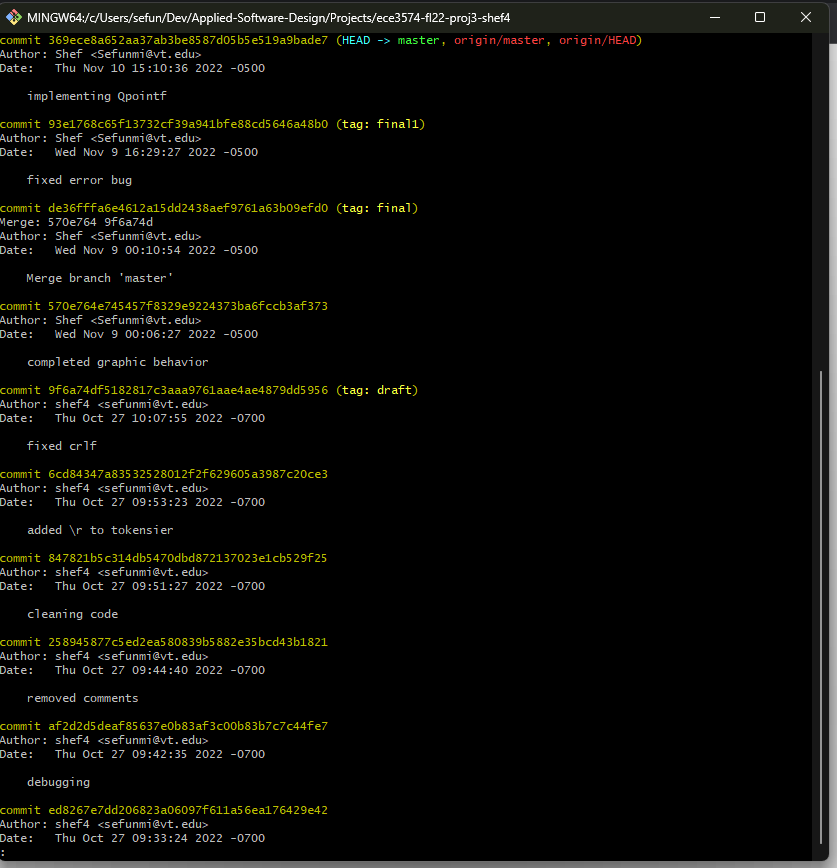 MINGW64:/c/Users/sefun/Dev/Applied-Software-Design/Projects/ece3574-fl22-proj3-shef4
commit 369ece8a652aa37ab3be8587d05b5e519a9bade7 (HEAD -> master, origin/master, origin/HEAD)
Author: Shef <Sefunmi@vt.edu>
Date:   Thu Nov 10 15:10:36 2022 -0500
    implementing Qpointf
commit 93e1768c65f13732cf39a941bfe88cd5646a48b0 (tag: final1)
Author: Shef <Sefunmi@vt.edu>
Date:   Wed Nov 9 16:29:27 2022 -0500
    fixed error bug
commit de36fffa6e4612a15dd2438aef9761a63b09efd0 (tag: final)
Merge: 570e764 9f6a74d
Author: Shef <Sefunmi@vt.edu>
Date:   Wed Nov 9 00:10:54 2022 -0500
    Merge branch 'master'
commit 570e764e745457f8329e9224373ba6fccb3af373
Author: Shef <Sefunmi@vt.edu>
Date:   Wed Nov 9 00:06:27 2022 -0500
    completed graphic behavior
commit 9f6a74df5182817c3aaa9761aae4ae4879dd5956 (tag: draft)
Author: shef4 <sefunmi@vt.edu>
Date:   Thu Oct 27 10:07:55 2022 -0700
    fixed crlf
commit 6cd84347a83532528012f2f629605a3987c20ce3
Author: shef4 <sefunmi@vt.edu>
Date:   Thu Oct 27 09:53:23 2022 -0700
    added \r to tokensier
commit 847821b5c314db5470dbd872137023e1cb529f25
Author: shef4 <sefunmi@vt.edu>
Date:   Thu Oct 27 09:51:27 2022 -0700
    cleaning code
commit 258945877c5ed2ea580839b5882e35bcd43b1821
Author: shef4 <sefunmi@vt.edu>
Date:   Thu Oct 27 09:44:40 2022 -0700
    removed comments
commit af2d2d5deaf85637e0b83af3c00b83b7c7c44fe7
Author: shef4 <sefunmi@vt.edu>
Date:   Thu Oct 27 09:42:35 2022 -0700
    debugging
commit ed8267e7dd206823a06097f611a56ea176429e42
Author: shef4 <sefunmi@vt.edu>
Date:   Thu Oct 27 09:33:24 2022 -0700
: